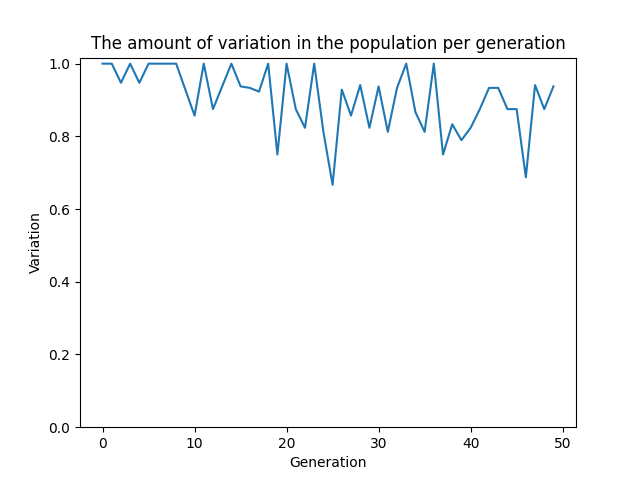 The amount of variation in the population per generation
1.0
0.8
0.6
0.4
0.2
0.0
Variation
0 10 20 30 40 50
Generation